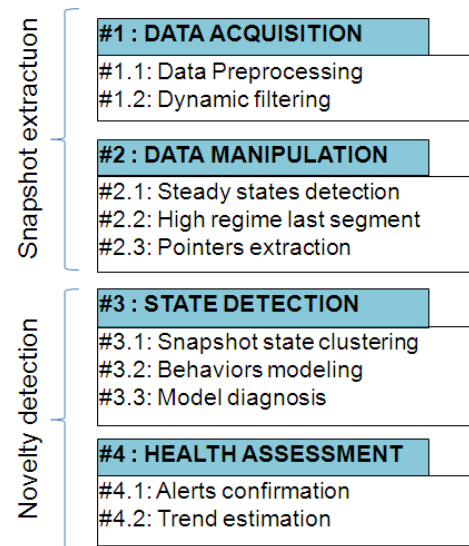 Snapshot extractuon
#1 : DATA ACQUISITION
#1.1: Data Preprocessing
#1.2: Dynamic filtering
#2 : DATA MANIPULATION
#2.1: Steady states detection
#2.2: High regime last segment
#2.3: Pointers extraction
Novelty detection
#3 : STATE DETECTION
#3.1: Snapshot state clustering
#3.2: Behaviors modeling
#3.3: Model diagnosis
#4 : HEALTH ASSESSMENT
#4.1: Alerts confirmation
#4.2: Trend estimation